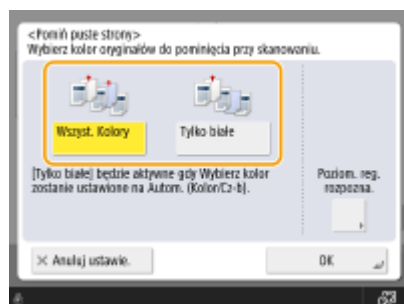 <Pomiń puste strony>
Wybierz kolor oryginałów do pominięcia przy skanowaniu.
Wszyst. Kolory
Tylko białe
[Tylko białe] będzie aktywne gdy Wybierz kolor
zostanie ustawione na Autom. (Kolor/Cz-b).
Poziom. reg.
rozpozna.
× Anuluj ustawie.
OK